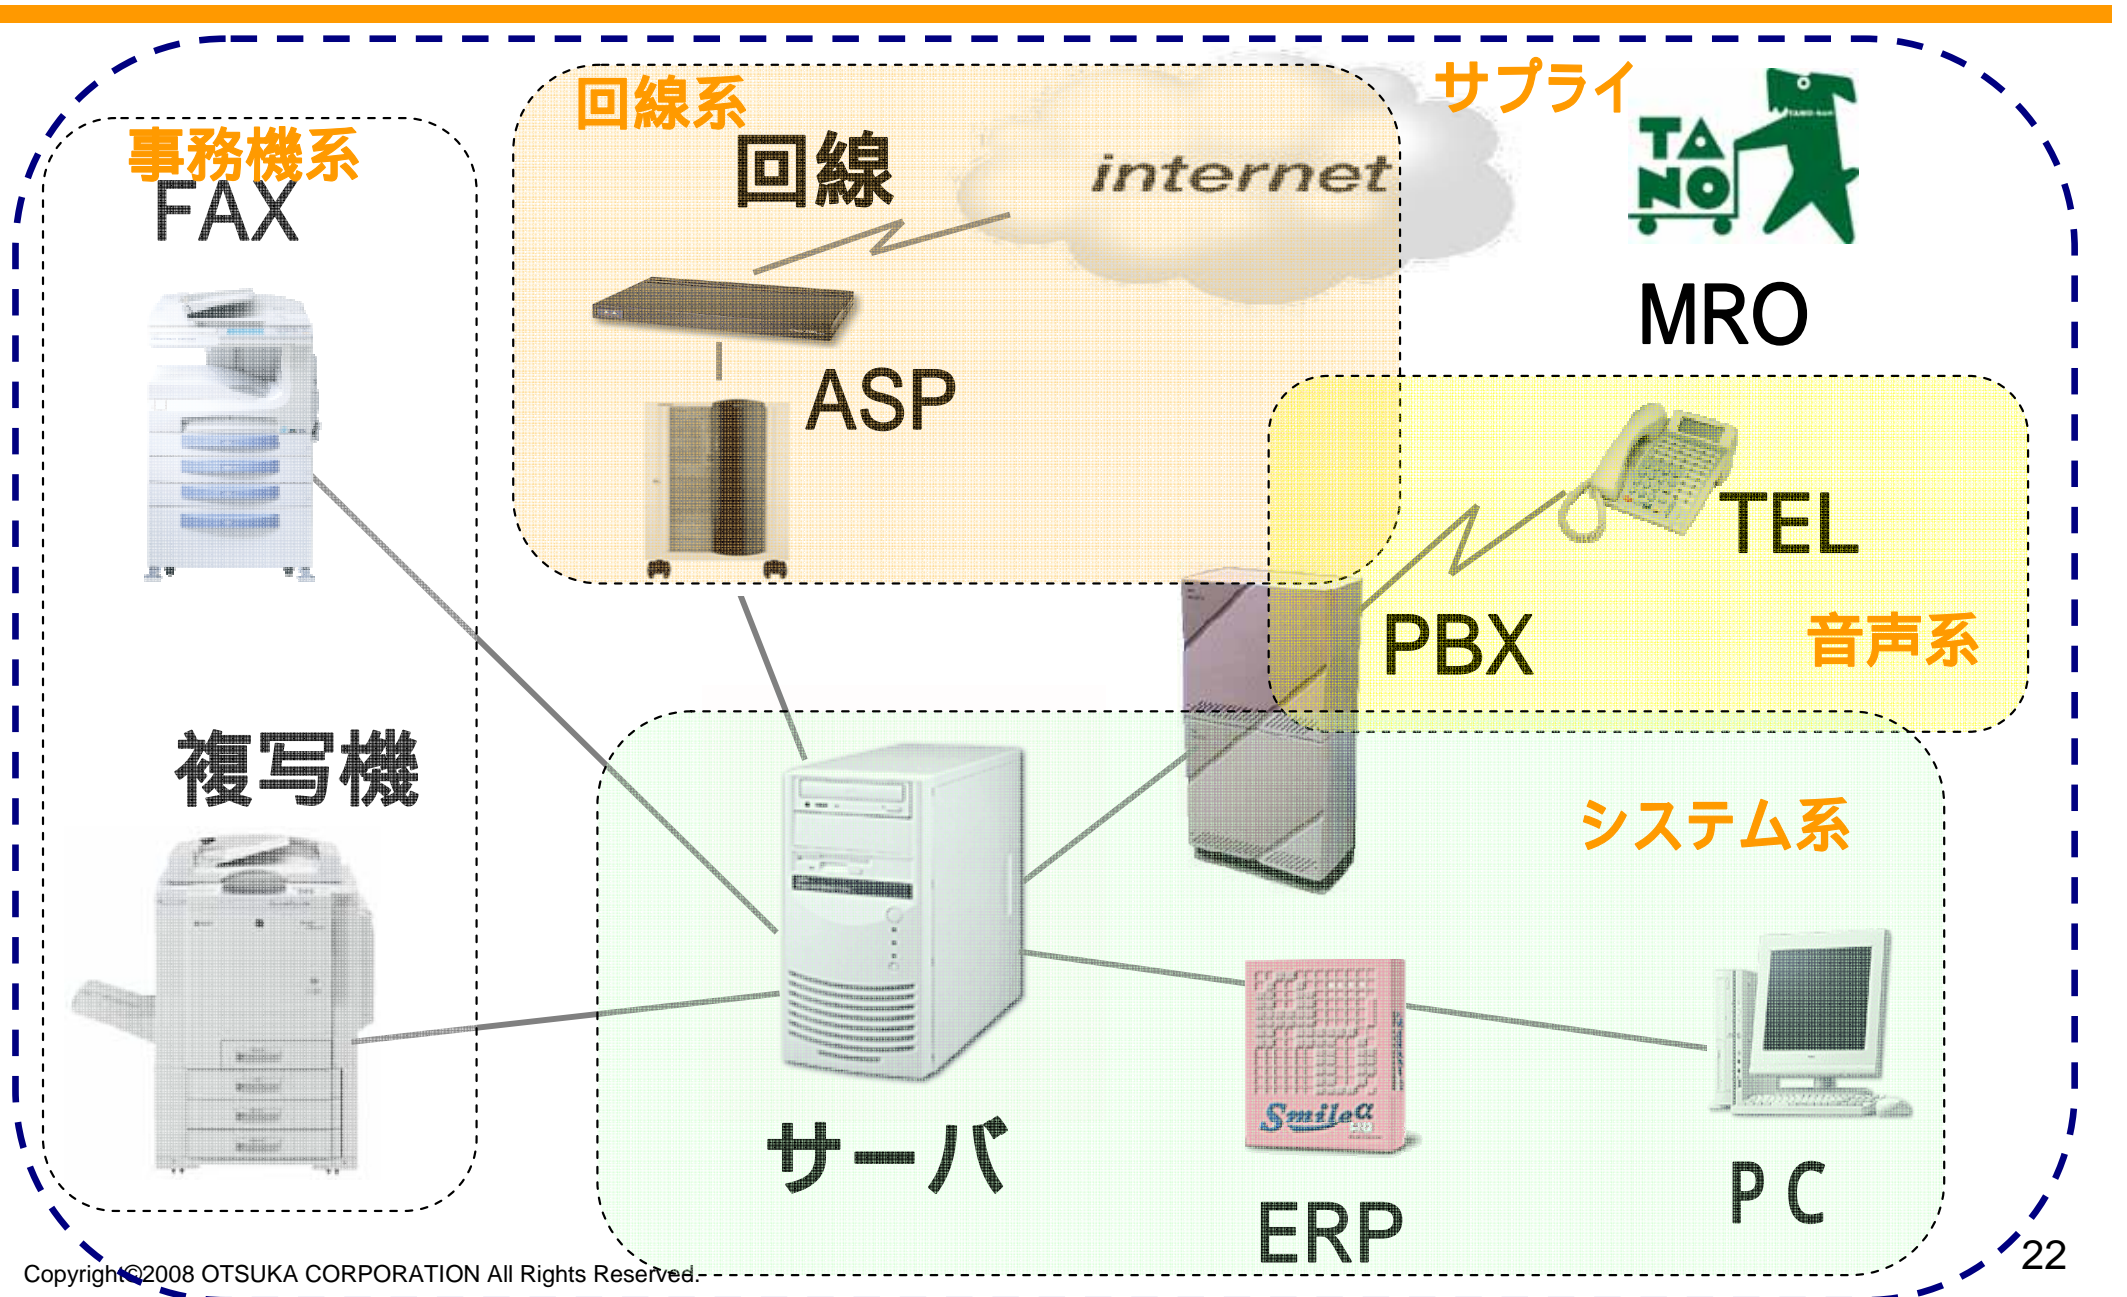 事務機系
FAX
複写機
回線系
回線
internet
ASP
サプライ
TA
NO
MRO
TEL
PBX
音声系
システム系
サーバ
Smile α
ERP
PC
Copyright©2008 OTSUKA CORPORATION All Rights Reserved.
22